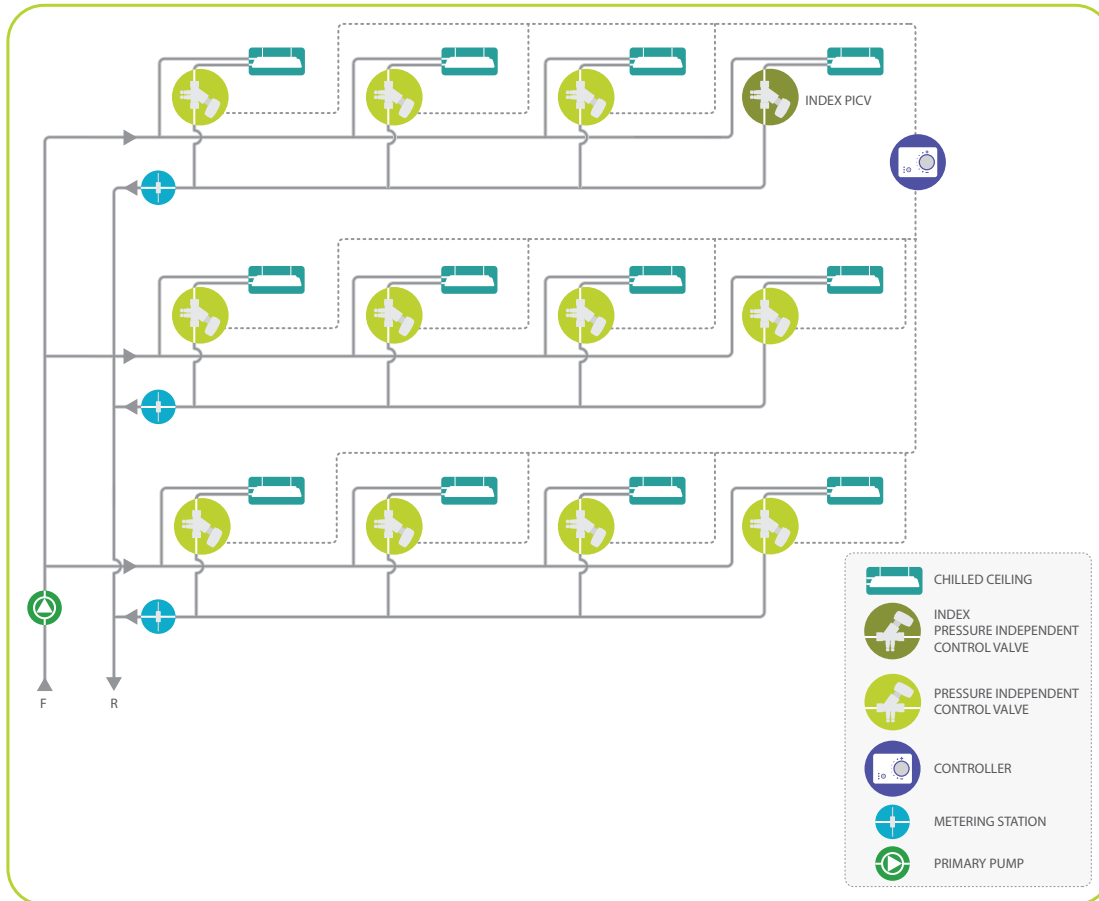 INDEX PICV
F
R
CHILLED CEILING
INDEX
PRESSURE INDEPENDENT
CONTROL VALVE
PRESSURE INDEPENDENT
CONTROL VALVE
CONTROLLER
METERING STATION
PRIMARY PUMP